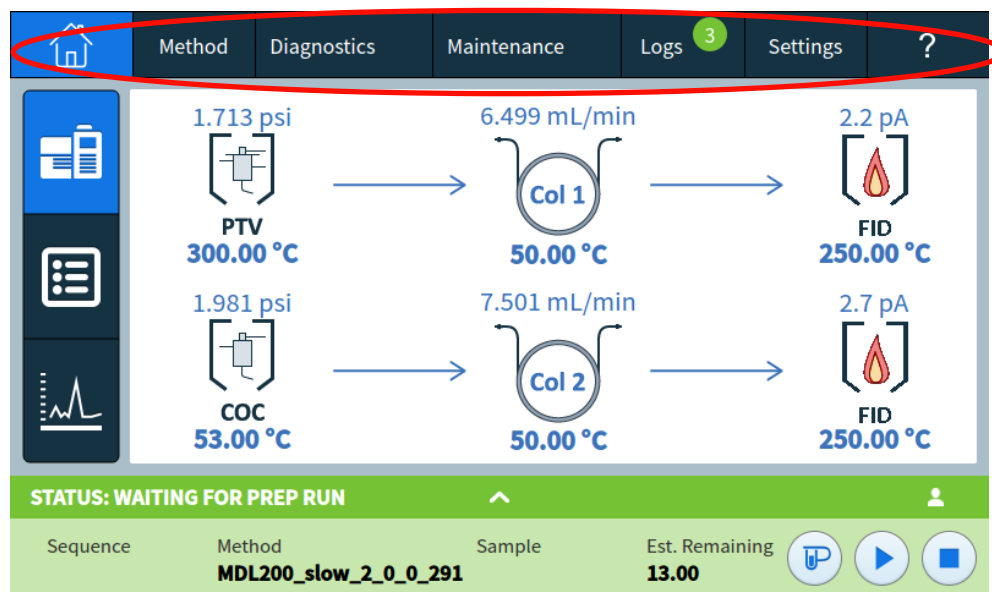 Method Diagnostics Maintenance Logs 3 Settings ?
1.713 psi 6.499 mL/min 2.2 pA
Col 1
PTV FID
300.00 °C 50.00 °C 250.00 °C
1.981 psi 7.501 mL/min 2.7 pA
Col 2
COC FID
53.00 °C 50.00 °C 250.00 °C
STATUS: WAITING FOR PREP RUN
Sequence Method Sample Est. Remaining
MDL200_slow_2_0_0_291 13.00
P